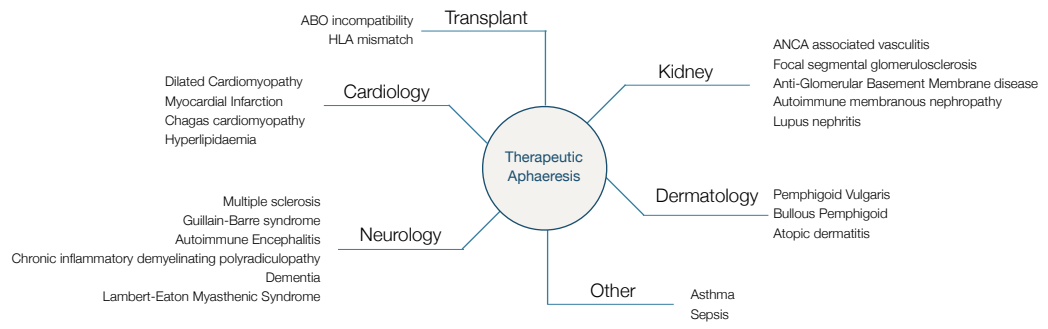 Transplant
ABO incompatibility
HLA mismatch
Kidney
ANCA associated vasculitis
Focal segmental glomerulosclerosis
Anti-Glomerular Basement Membrane disease
Autoimmune membranous nephropathy
Lupus nephritis
Cardiology
Dilated Cardiomyopathy
Myocardial Infarction
Chagas cardiomyopathy
Hyperlipidaemia
Therapeutic
Aphaeresis
Dermatology
Pemphigoid Vulgaris
Bullous Pemphigoid
Atopic dermatitis
Neurology
Multiple sclerosis
Guillain-Barre syndrome
Autoimmune Encephalitis
Chronic inflammatory demyelinating polyradiculopathy
Dementia
Lambert-Eaton Myasthenic Syndrome
Other
Asthma
Sepsis